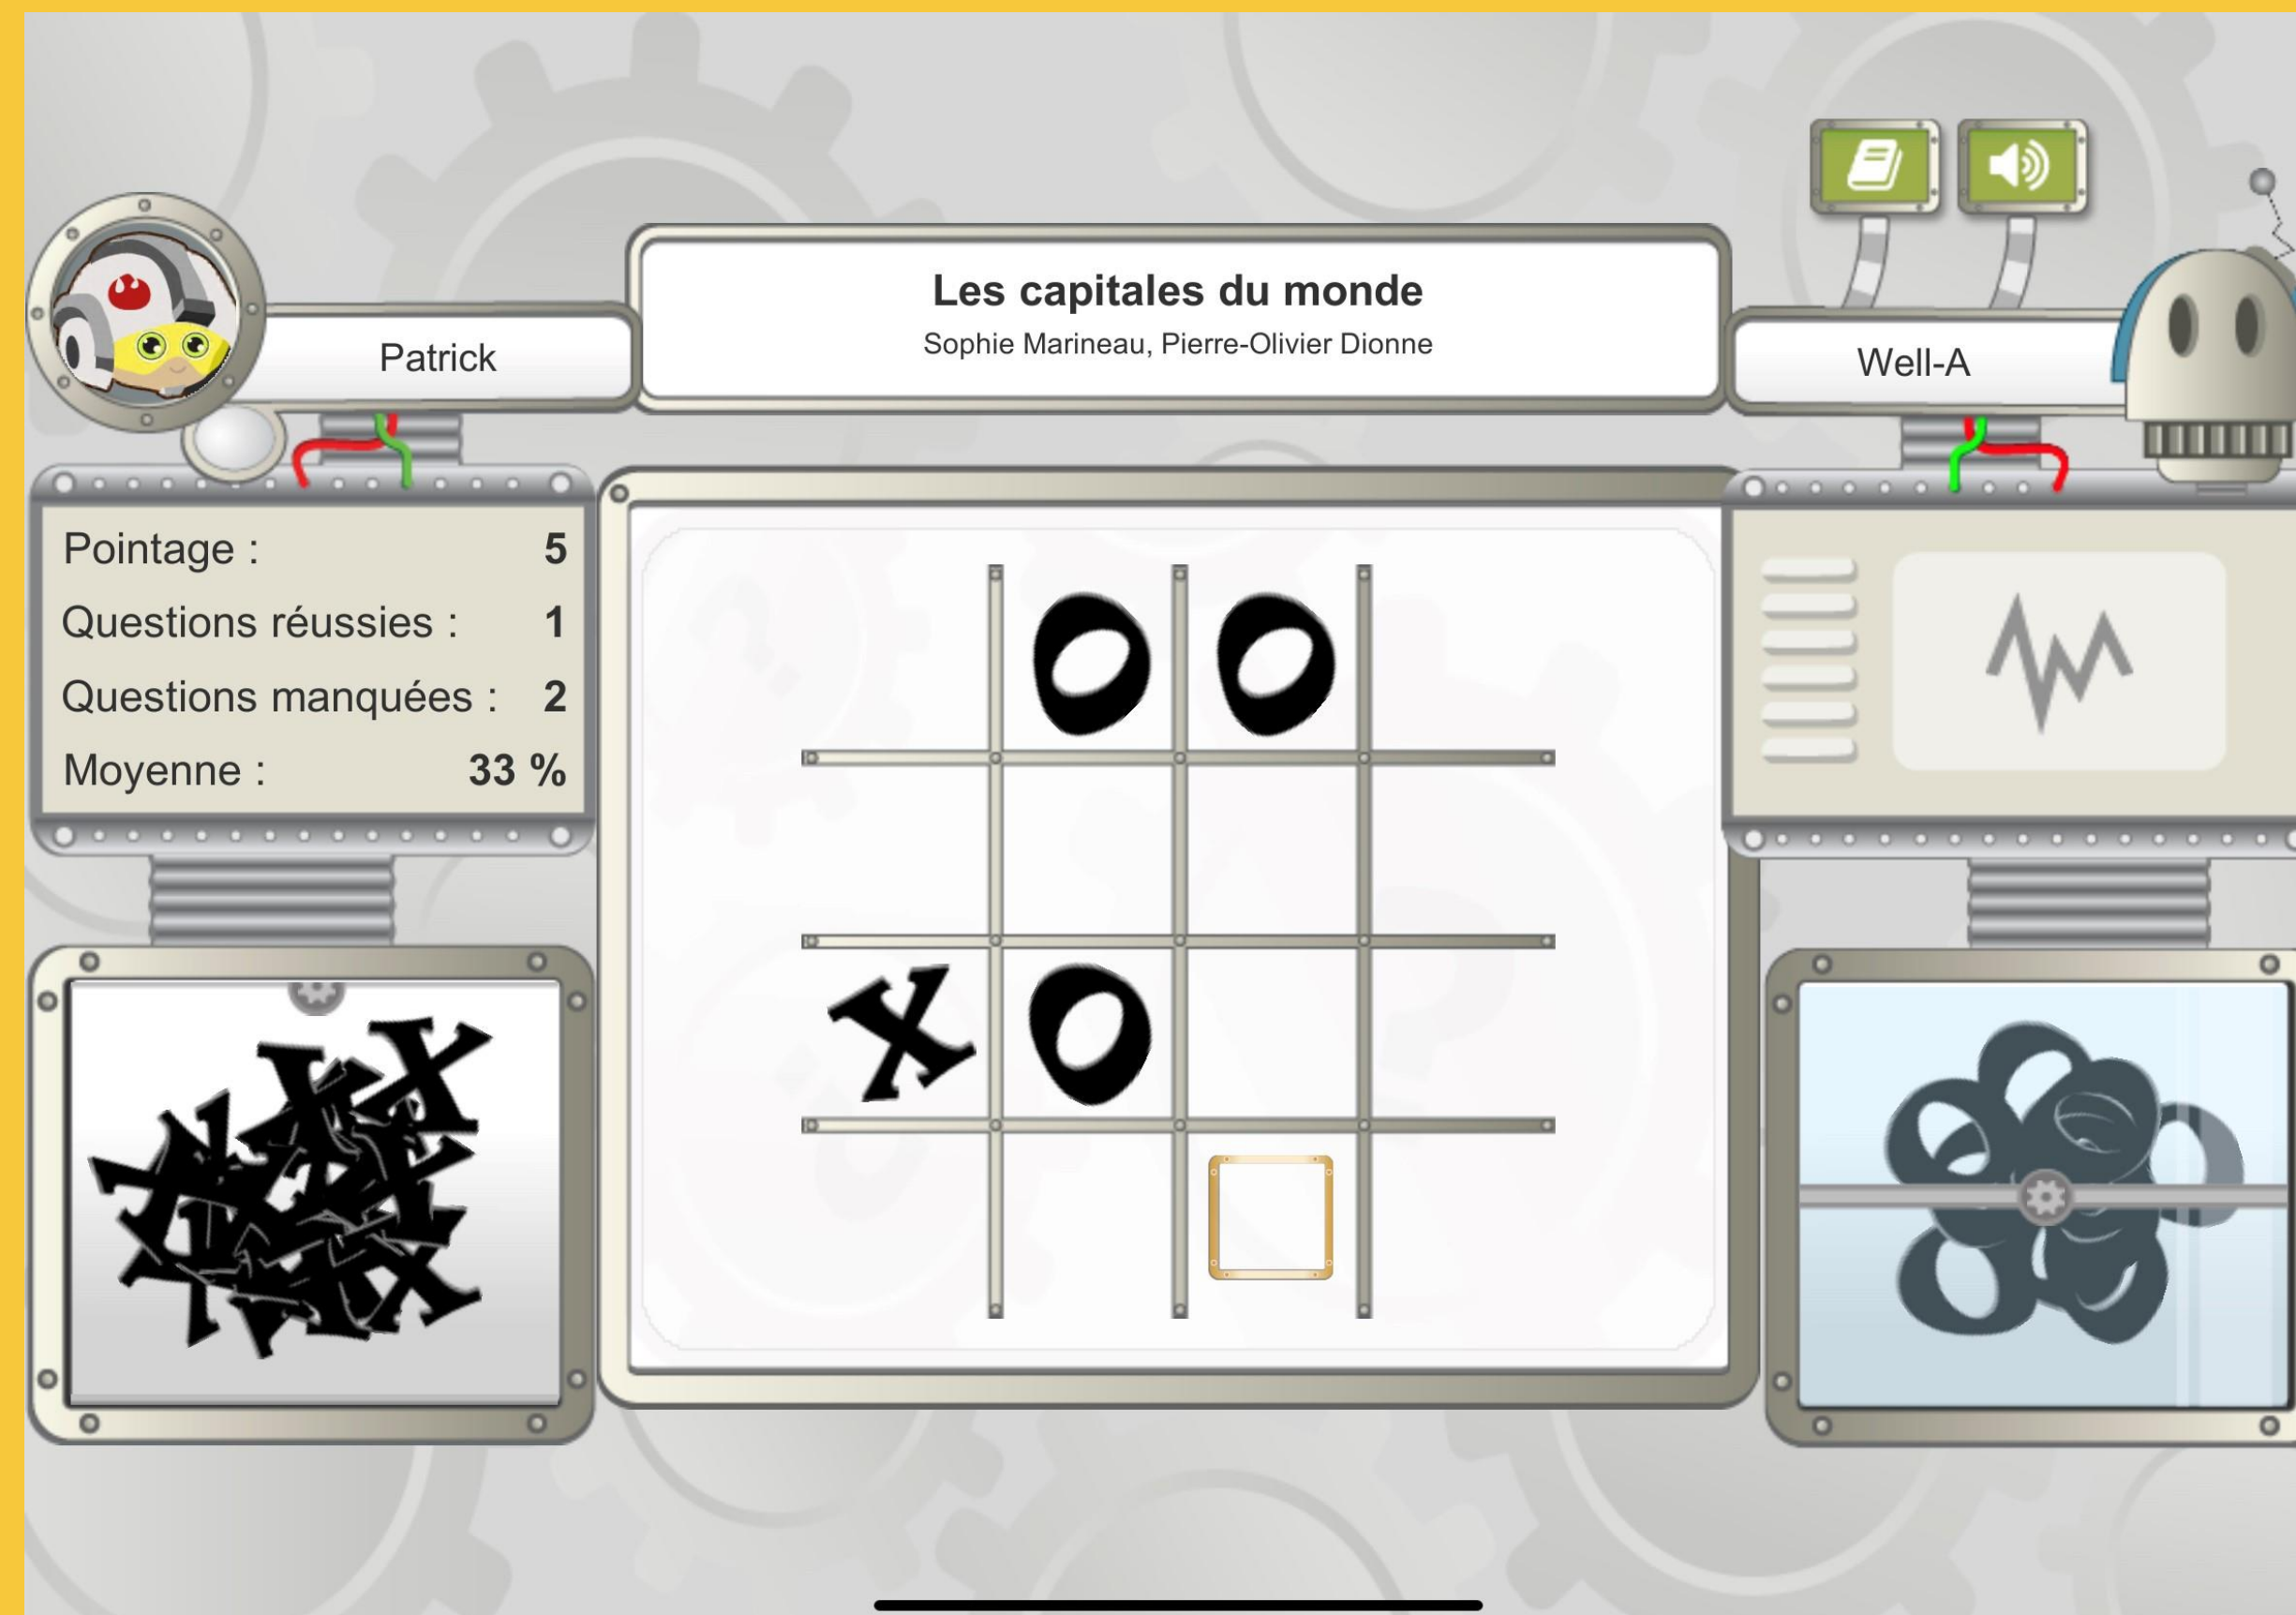 Les capitales du monde
Sophie Marineau, Pierre-Olivier Dionne
Patrick
Well-A
Pointage : 5
Questions réussies : 1
Questions manquées : 2
Moyenne : 33 %
O O
X O